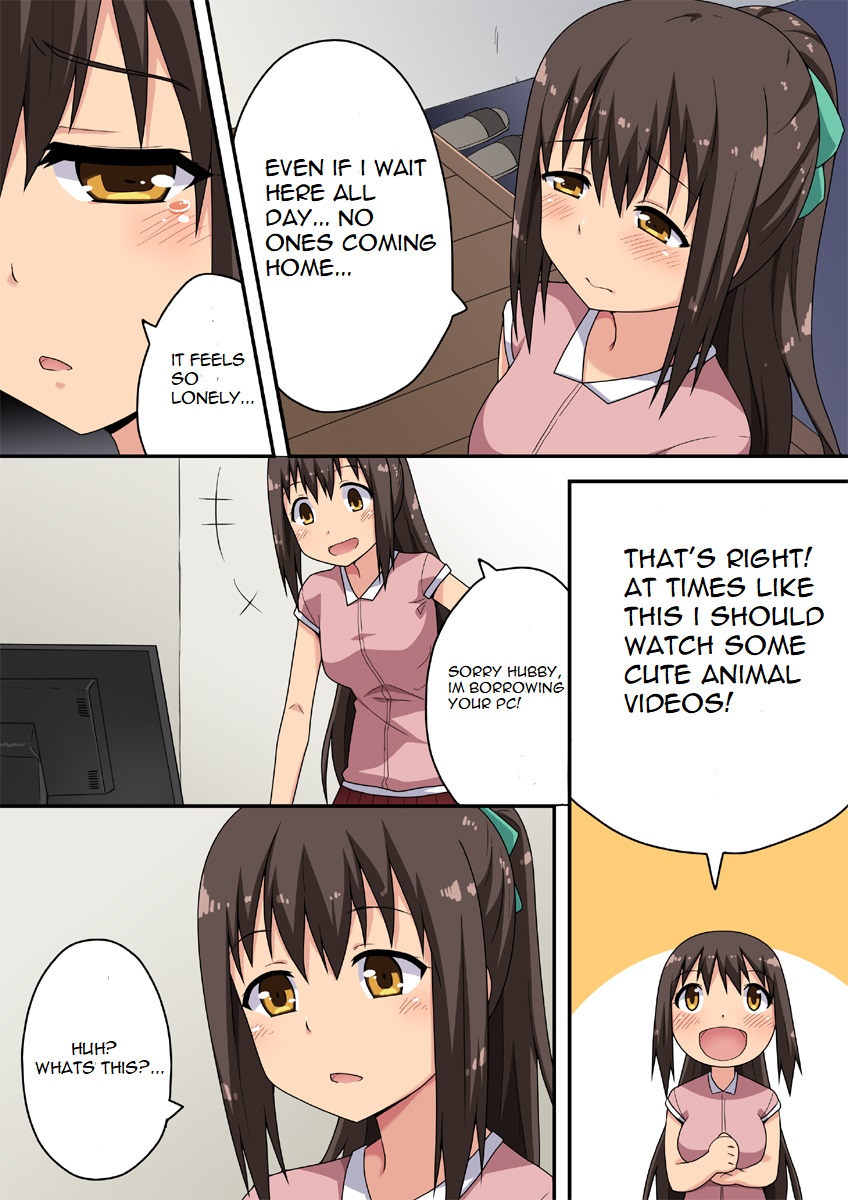 EVEN IF I WAIT
HERE ALL
DAY... NO
ONES COMING
HOME...
IT FEELS
SO
LONELY...
THAT'S RIGHT!
AT TIMES LIKE
THIS I SHOULD
WATCH SOME
CUTE ANIMAL
VIDEOS!
SORRY HUBBY,
IM BORROWING
YOUR PC!
HUH?
WHATS THIS?...